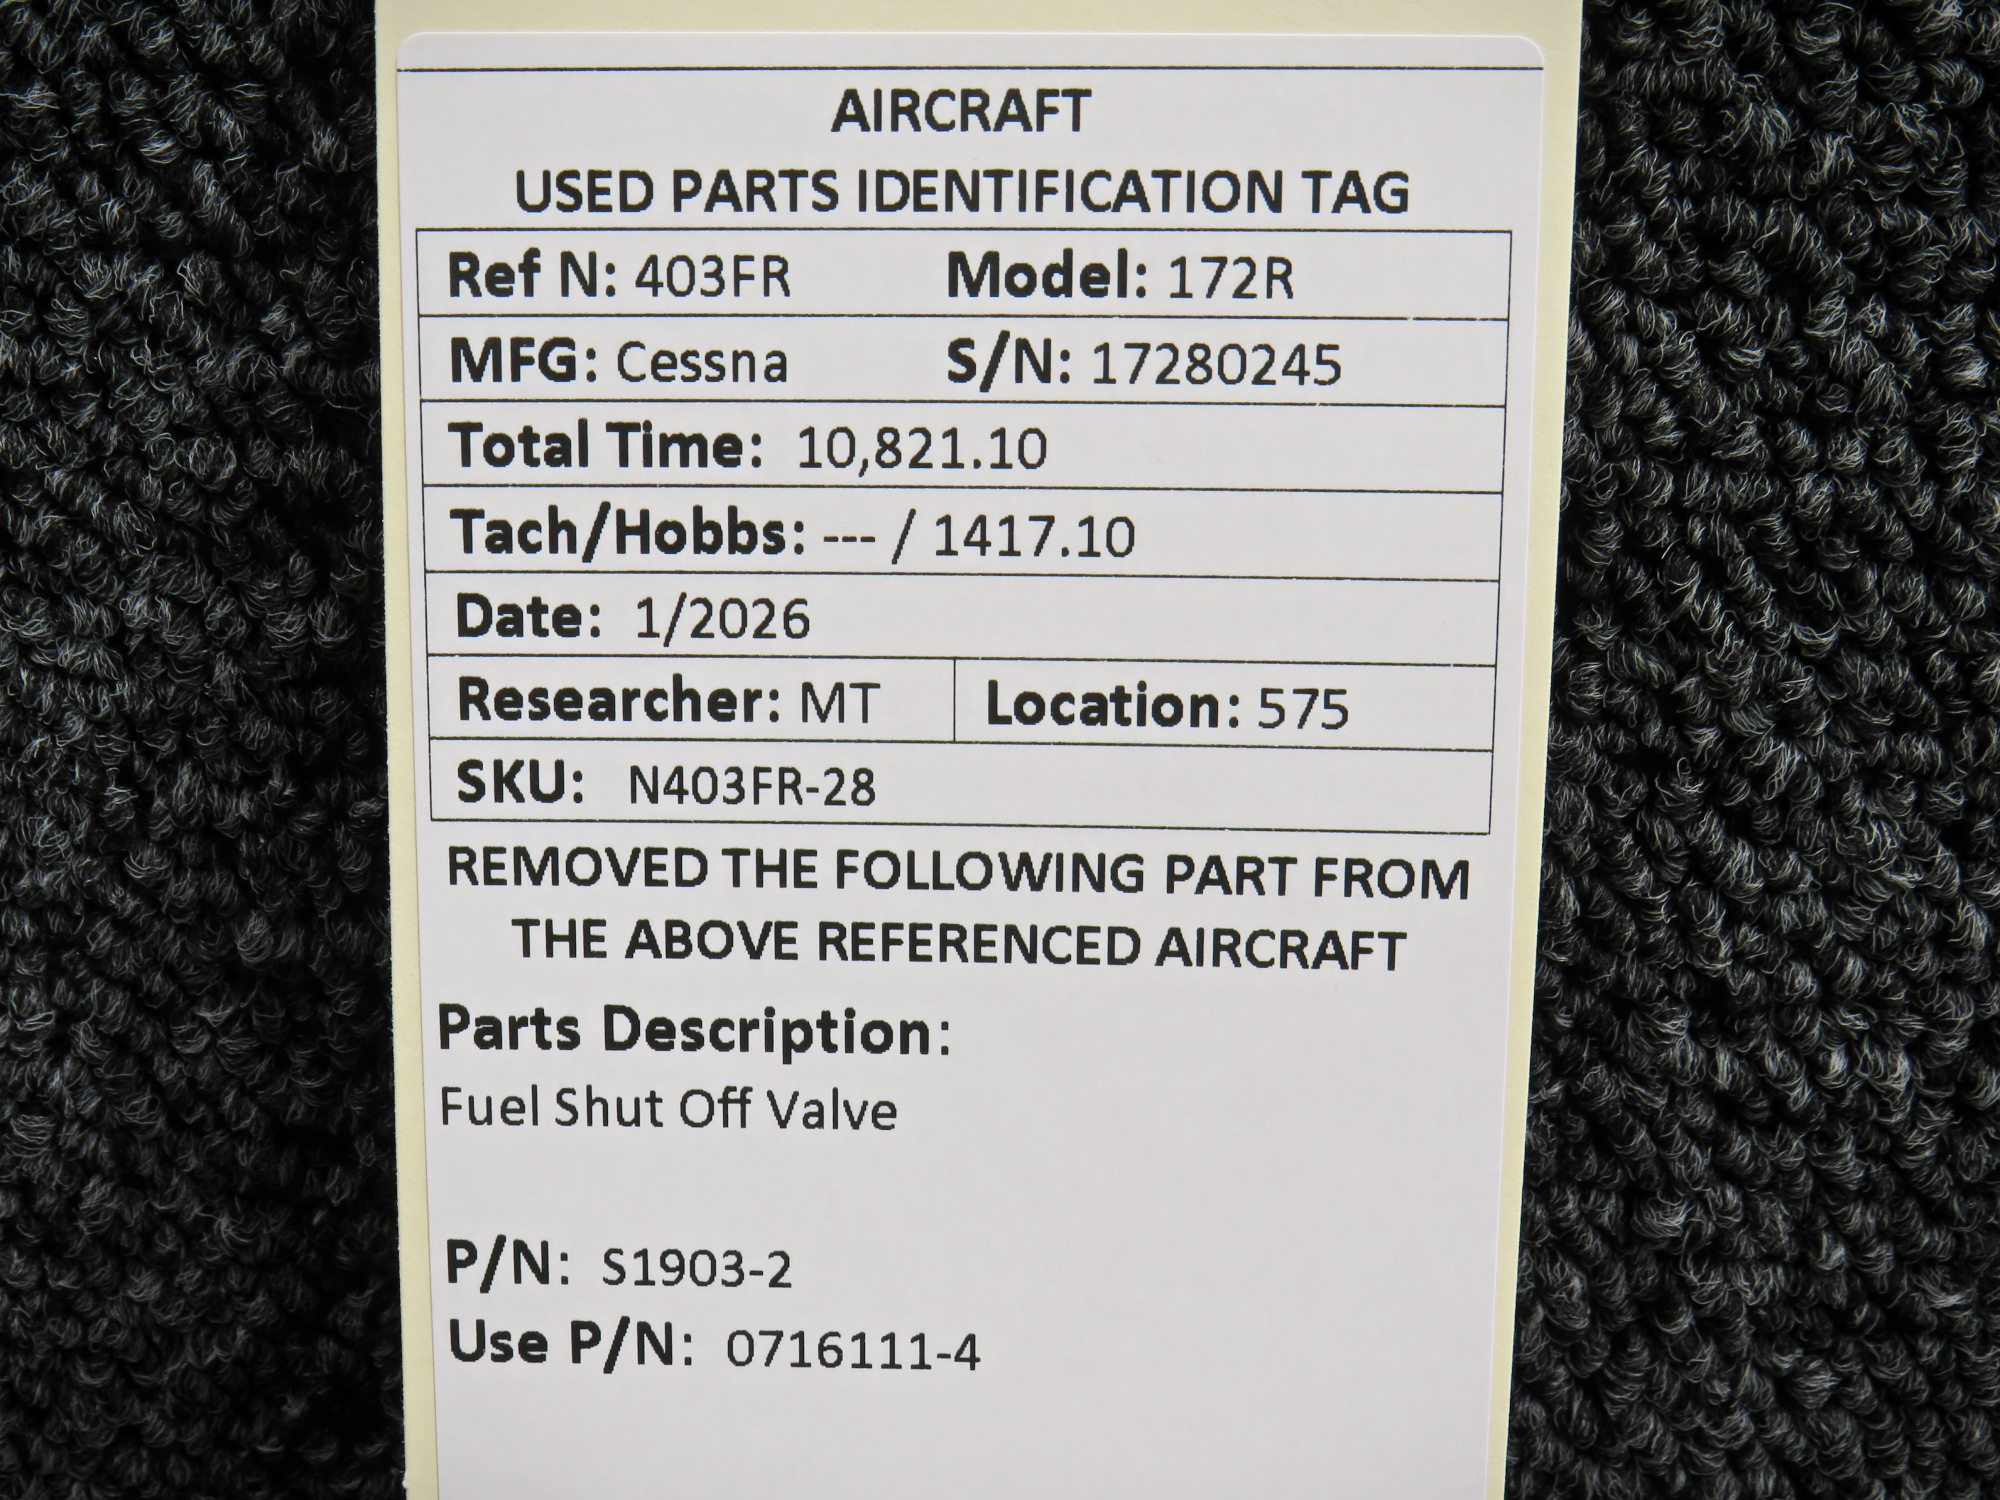 AIRCRAFT
USED PARTS IDENTIFICATION TAG
Ref N: 403FR Model: 172R
MFG: Cessna S/N: 17280245
Total Time: 10,821.10
Tach/Hobbs: --- / 1417.10
Date: 1/2026
Researcher: MT Location: 575
SKU: N403FR-28
REMOVED THE FOLLOWING PART FROM
THE ABOVE REFERENCED AIRCRAFT
Parts Description:
Fuel Shut Off Valve
P/N: S1903-2
Use P/N: 0716111-4